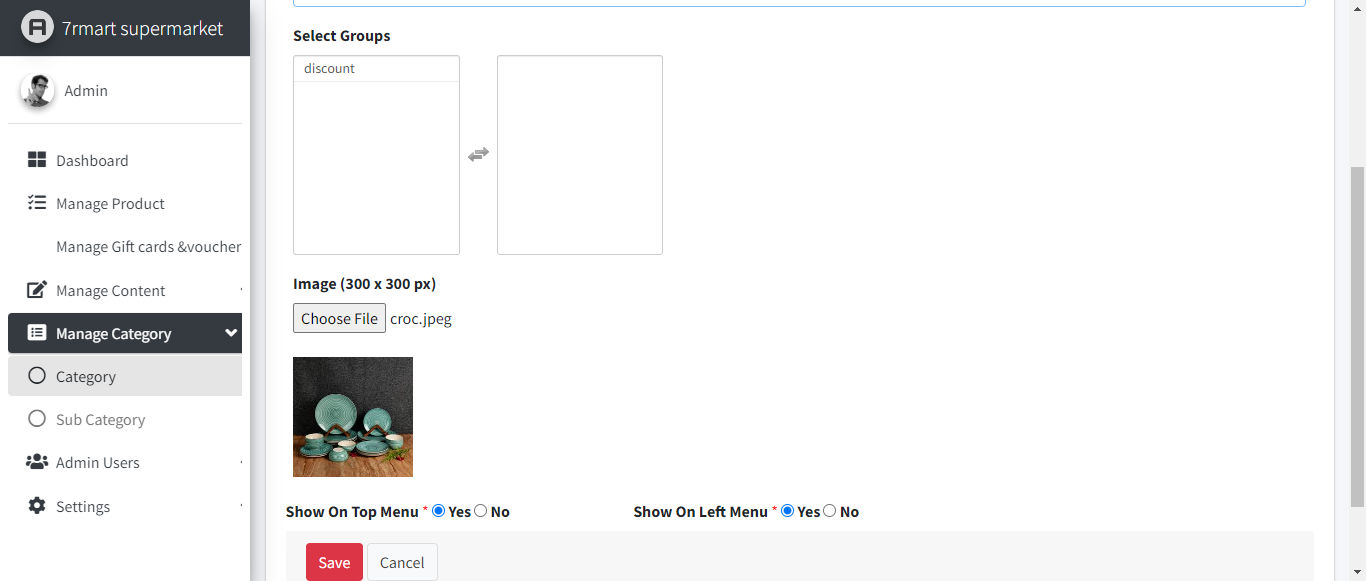 7rmart supermarket
Admin
Dashboard
Manage Product
Manage Gift cards &voucher
Manage Content
Manage Category
Category
Sub Category
Admin Users
Settings
Select Groups
discount
Image (300 x 300 px)
Choose File croc.jpeg
Show On Top Menu * Yes No Show On Left Menu * Yes No
Save Cancel